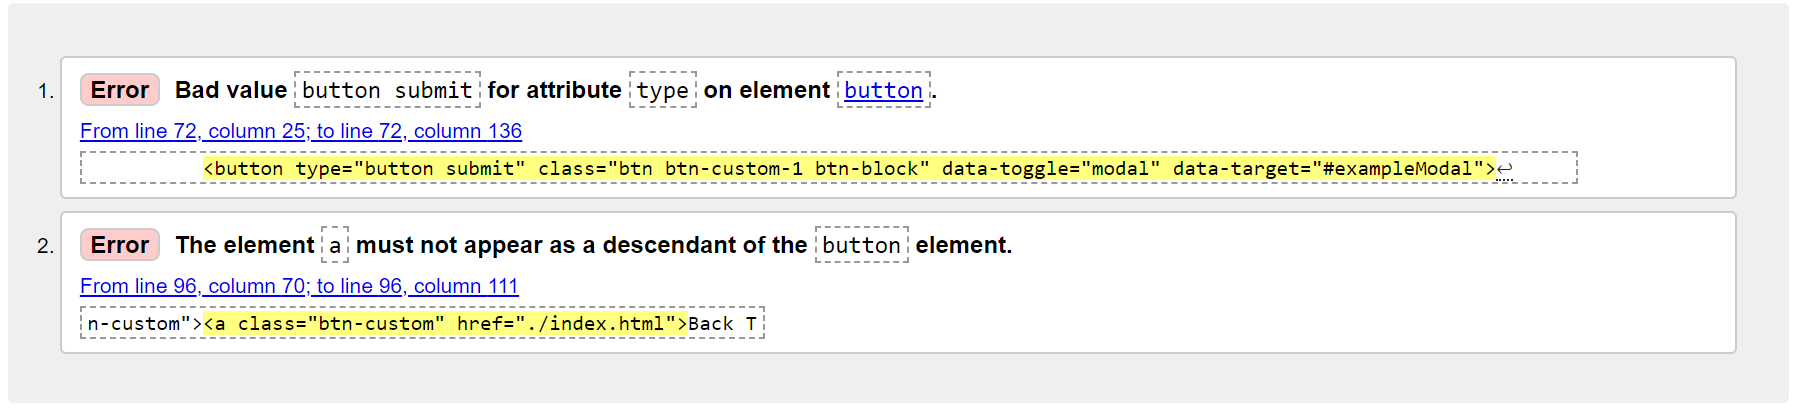 1. Error Bad value button submit for attribute type on element button.
From line 72, column 25; to line 72, column 136
<button type="button submit" class="btn btn-custom-1 btn-block" data-toggle="modal" data-target="#exampleModal">↩
2. Error The element a must not appear as a descendant of the button element.
From line 96, column 70; to line 96, column 111
n-custom"><a class="btn-custom" href="./index.html">Back T